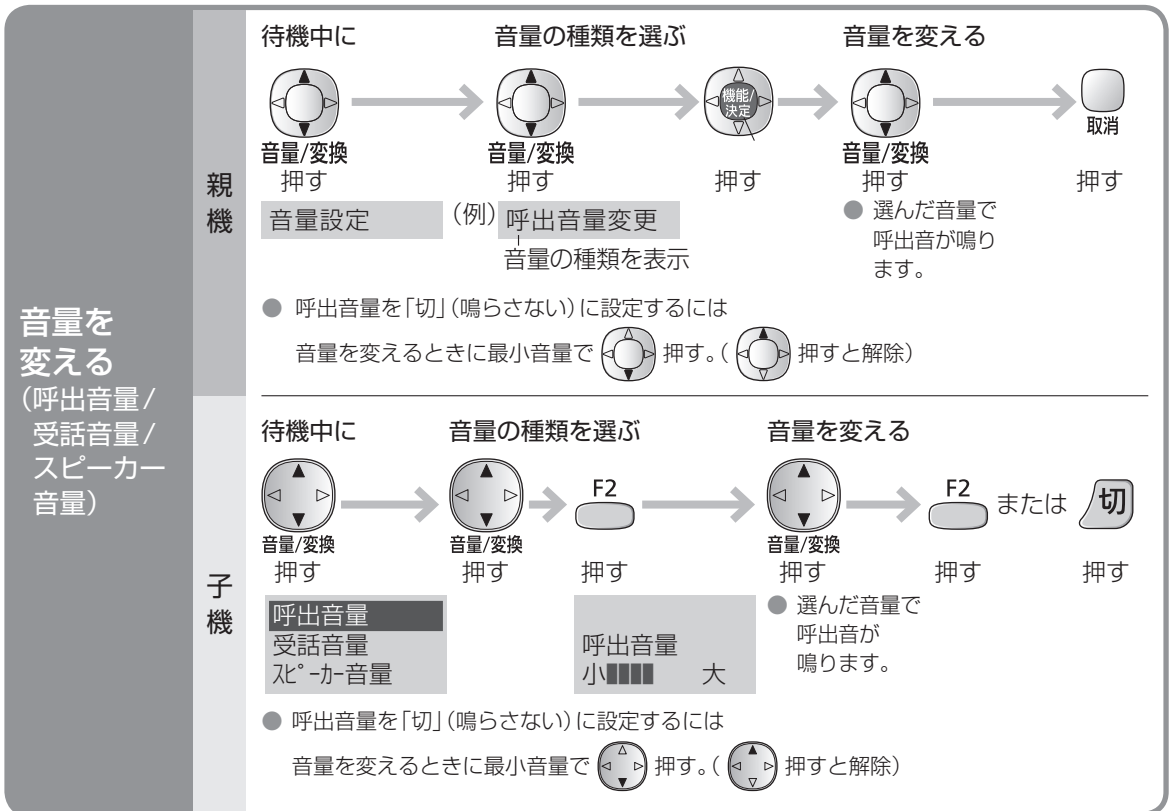 音量を
変える
（呼出音量/
受話音量/
スピーカー
音量）
親機
待機中に 音量の種類を選ぶ 音量を変える
機能/
決定
取消
音量/変換 音量/変換 音量/変換
押す 押す 押す 押す 押す
音量設定 （例） 呼出音量変更
音量の種類を表示
● 選んだ音量で
呼出音が鳴り
ます。
● 呼出音量を「切」（鳴らさない）に設定するには
音量を変えるときに最小音量で 押す。（ 押すと解除）
子機
待機中に 音量の種類を選ぶ 音量を変える
F2 F2 または 切
音量/変換 音量/変換 音量/変換
押す 押す 押す 押す 押す 押す
呼出音量
受話音量
ｽﾋﾟｰｶｰ音量
呼出音量
小 大
● 選んだ音量で
呼出音が
鳴ります。
● 呼出音量を「切」（鳴らさない）に設定するには
音量を変えるときに最小音量で 押す。（ 押すと解除）